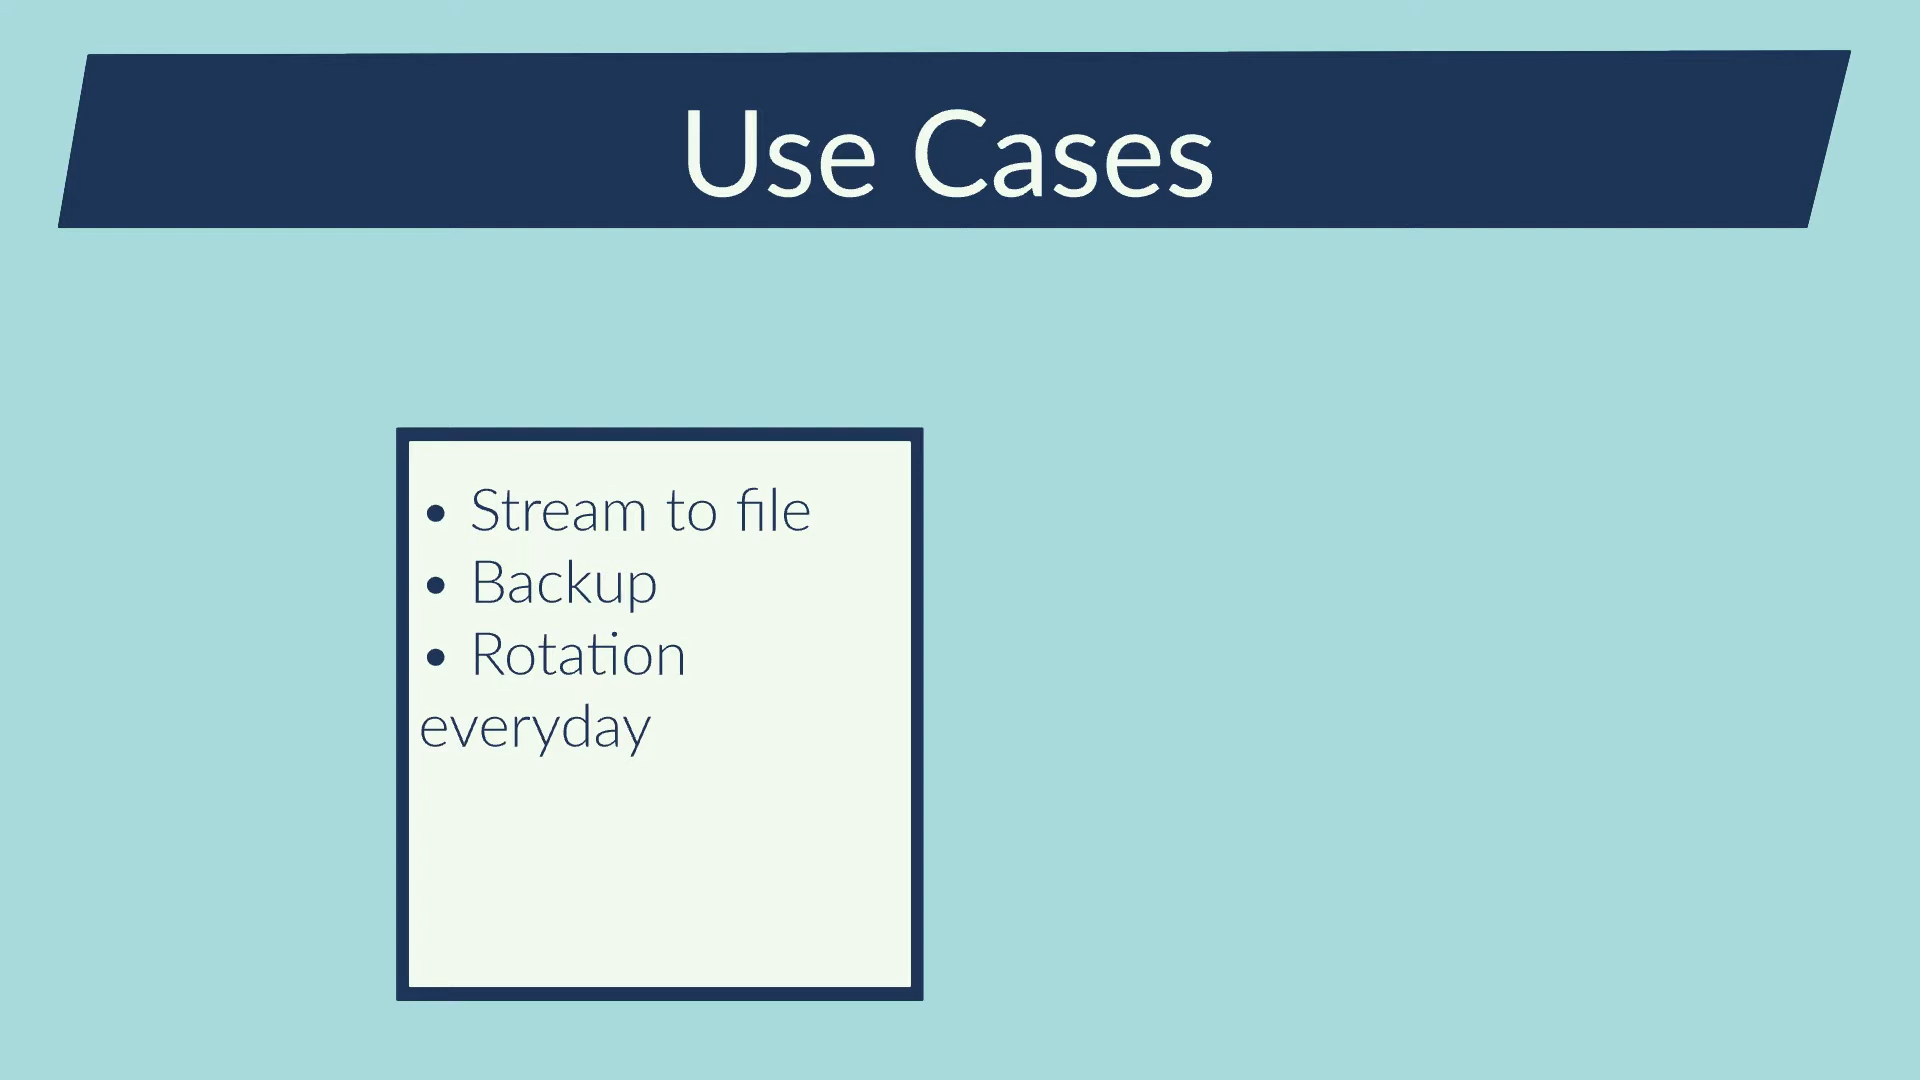 Use Cases
• Stream to file
• Backup
• Rotation
everyday